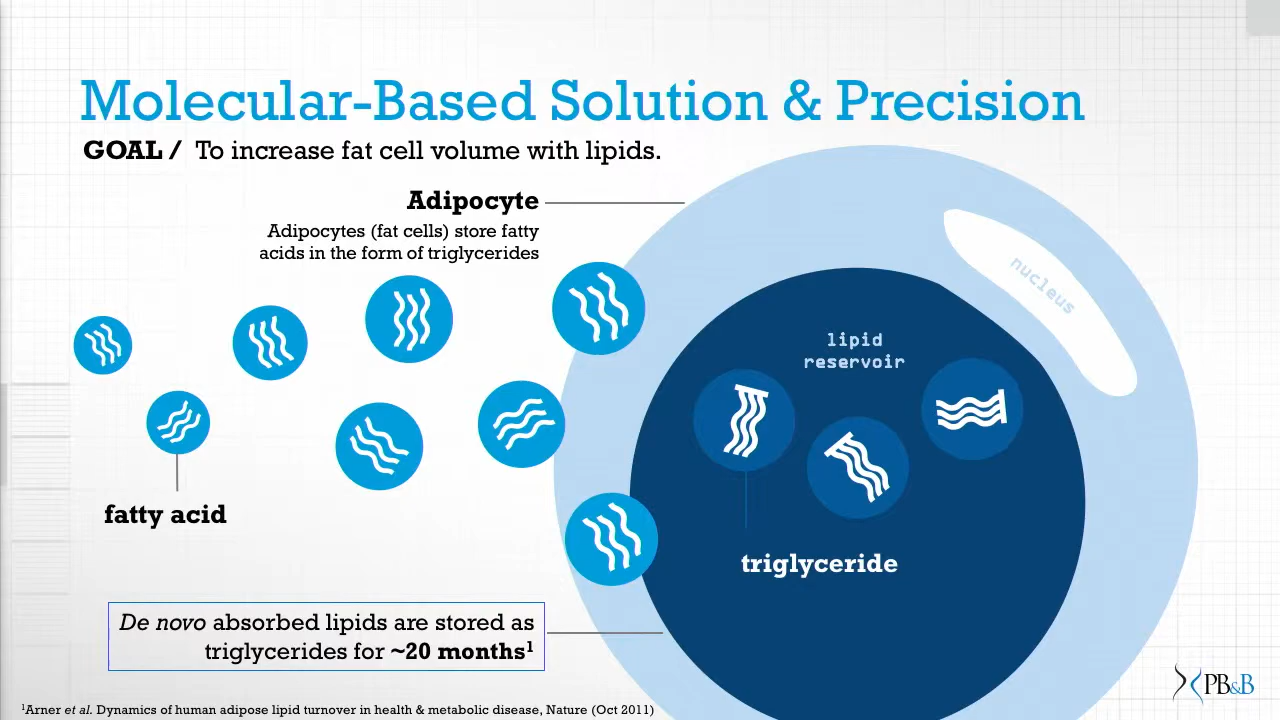 Molecular-Based Solution & Precision
GOAL / To increase fat cell volume with lipids.
Adipocyte
Adipocytes (fat cells) store fatty
acids in the form of triglycerides
nucleus
lipid
reservoir
fatty acid
triglyceride
De novo absorbed lipids are stored as
triglycerides for ~20 months¹
PB&B
¹Arner et al. Dynamics of human adipose lipid turnover in health & metabolic disease, Nature (Oct 2011)